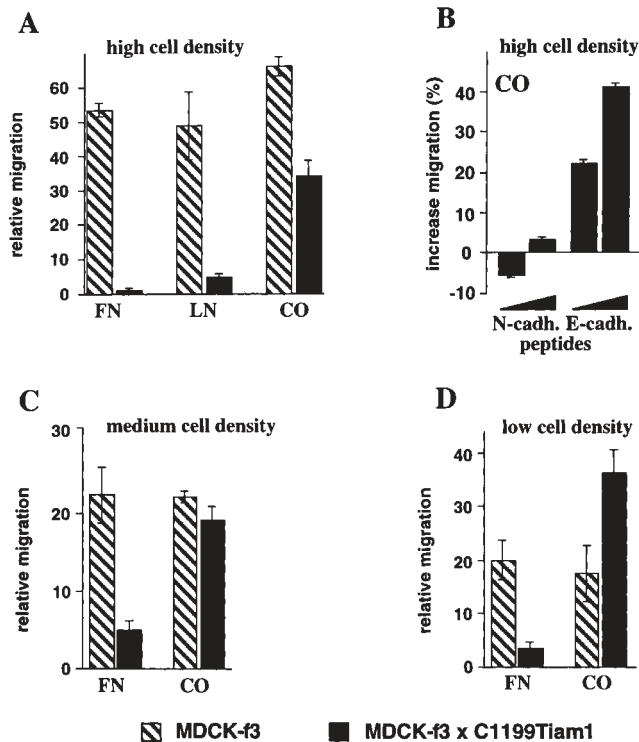 A
high cell density
relative migration
60
50
40
30
20
10
0
FN LN CO
B
high cell density
CO
increase migration (%)
40
30
20
10
0
-10
N-cadh. E-cadh.
peptides
C
medium cell density
relative migration
30
20
10
0
FN CO
D
low cell density
relative migration
40
30
20
10
0
FN CO
MDCK-f3 MDCK-f3 x C1199Tiam1